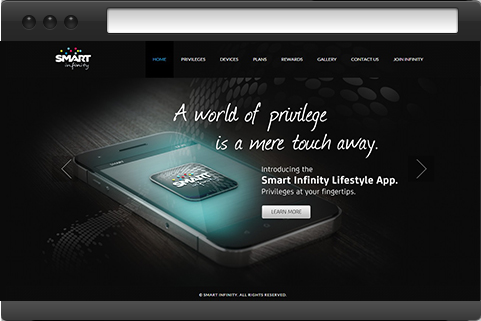 SMART
infinity
HOME PRIVILEGES DEVICES PLANS REWARDS GALLERY CONTACT US JOIN INFINITY
A world of privilege
is a mere touch away.
Introducing the
Smart Infinity Lifestyle App.
Privileges at your fingertips.
SMART
LEARN MORE
© SMART INFINITY. ALL RIGHTS RESERVED.